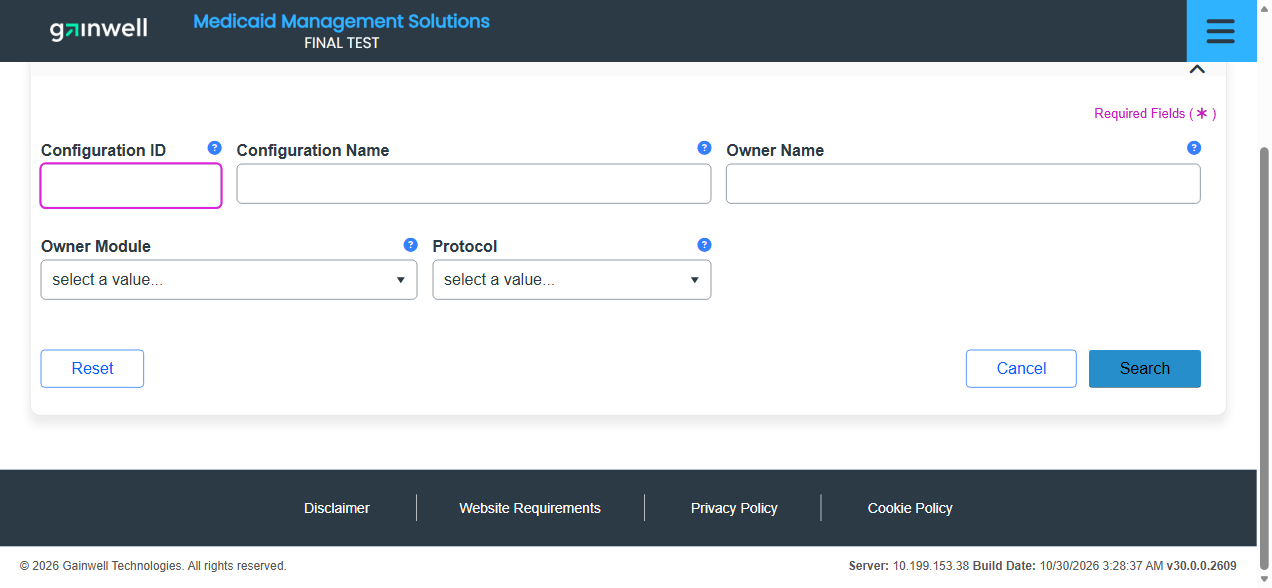 gainwell
Medicaid Management Solutions
FINAL TEST
Required Fields ( * )
Configuration ID ? Configuration Name ? Owner Name ?
Owner Module ? Protocol ?
select a value... select a value...
Reset Cancel Search
Disclaimer Website Requirements Privacy Policy Cookie Policy
© 2026 Gainwell Technologies. All rights reserved. Server: 10.199.153.38 Build Date: 10/30/2026 3:28:37 AM v30.0.0.2609